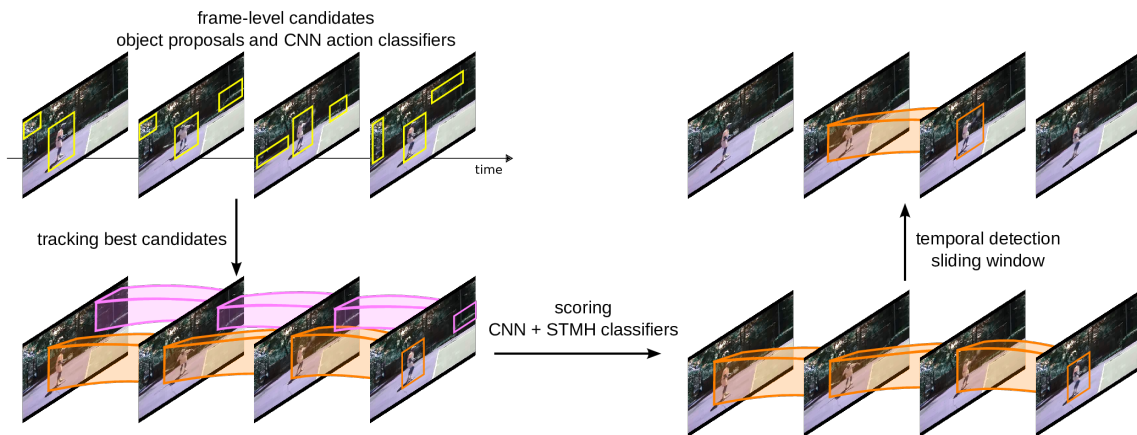 frame-level candidates
object proposals and CNN action classifiers
time
tracking best candidates
scoring
CNN + STMH classifiers
temporal detection
sliding window